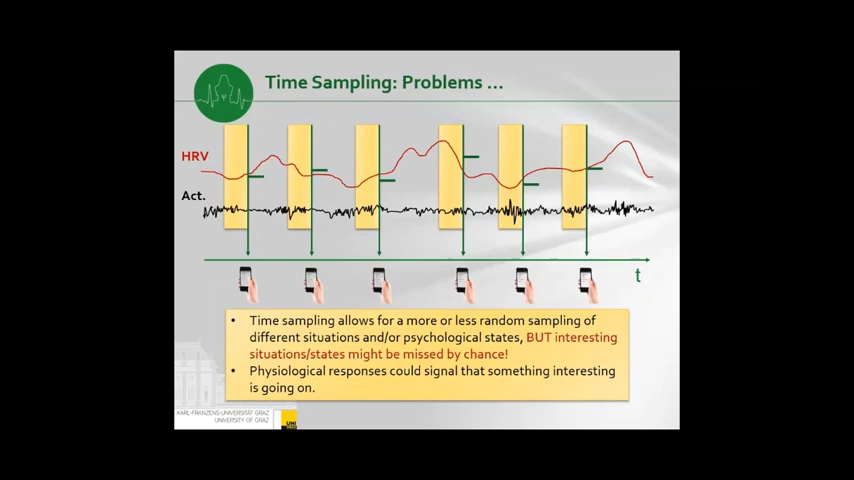 Time Sampling: Problems ...
HRV
Act.
t
• Time sampling allows for a more or less random sampling of
different situations and/or psychological states, BUT interesting
situations/states might be missed by chance!
• Physiological responses could signal that something interesting
is going on.
KARL-FRANZENS-UNIVERSITÄT GRAZ
UNIVERSITY OF GRAZ
UNI